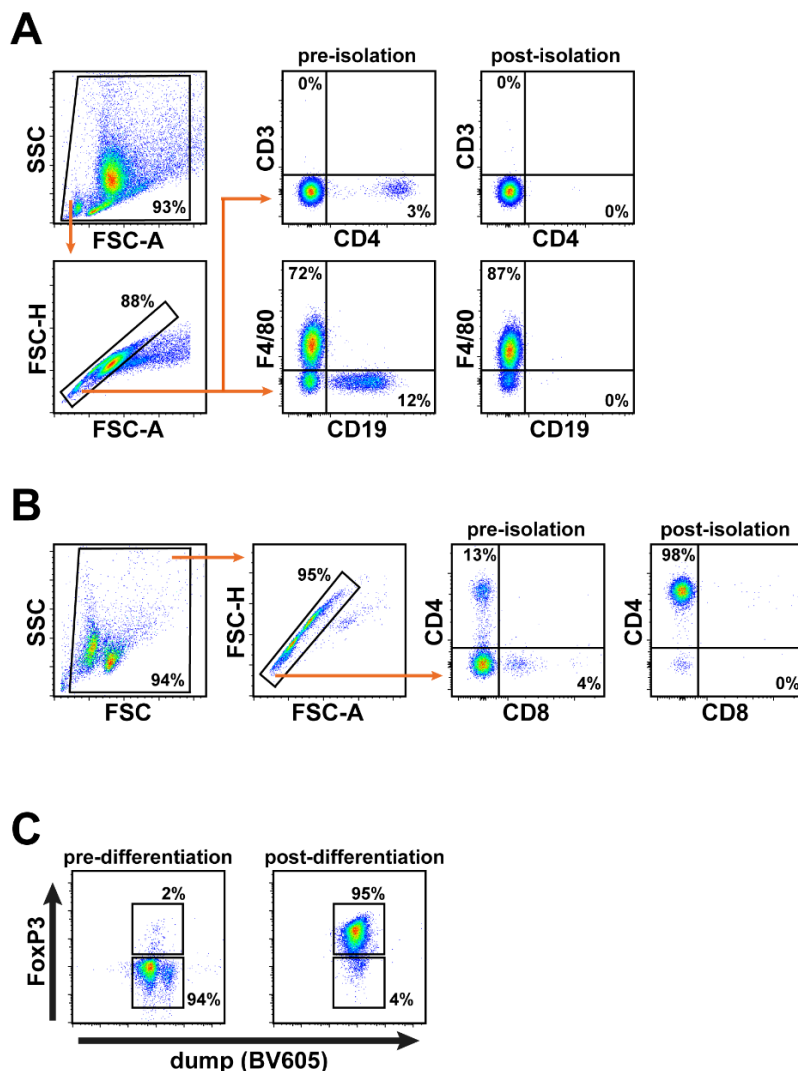 A
pre-isolation
post-isolation
SSC
93%
FSC-A
CD3
0%
3%
CD4
CD3
0%
0%
CD4
FSC-H
88%
FSC-A
F4/80
72%
12%
CD19
F4/80
87%
0%
CD19
B
pre-isolation
post-isolation
SSC
94%
FSC
FSC-H
95%
FSC-A
CD4
13%
4%
CD8
CD4
98%
0%
CD8
C
pre-differentiation
post-differentiation
FoxP3
2%
94%
95%
4%
dump (BV605)